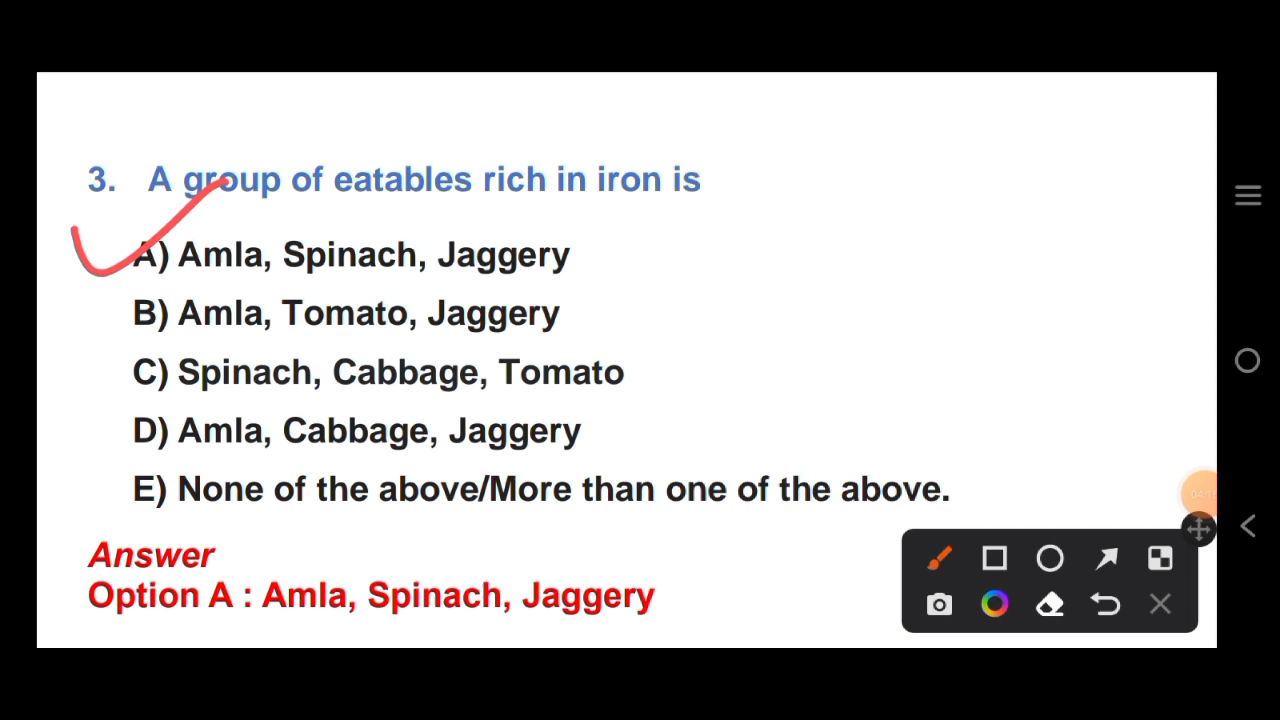 3. A group of eatables rich in iron is
A) Amla, Spinach, Jaggery
B) Amla, Tomato, Jaggery
C) Spinach, Cabbage, Tomato
D) Amla, Cabbage, Jaggery
E) None of the above/More than one of the above.
Answer
Option A : Amla, Spinach, Jaggery